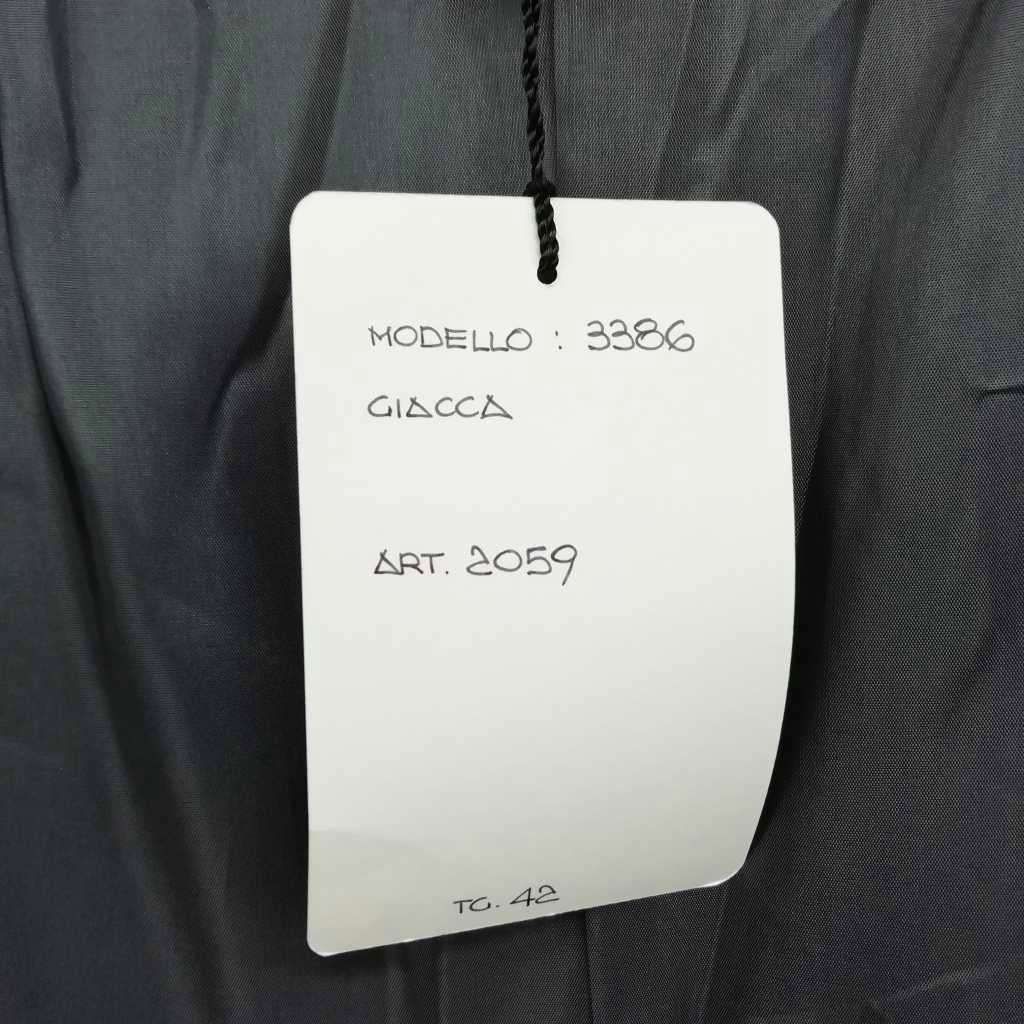 MODELLO : 3386
GIACCA
ART. 2059
TG. 42